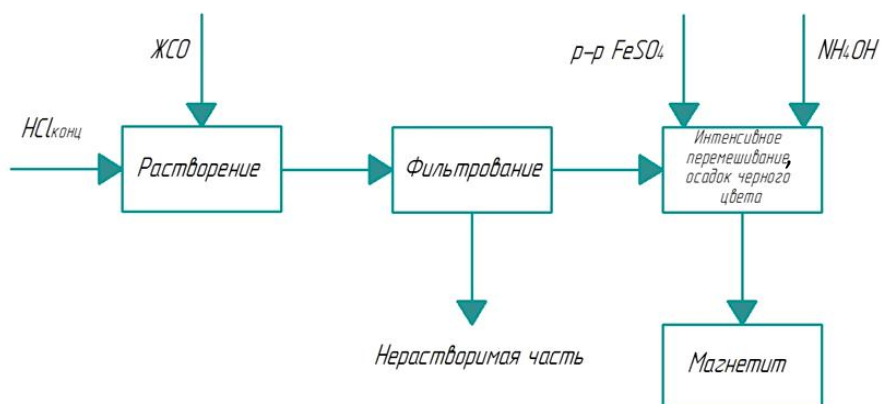 ЖСО
р-р FeSO4
NH4OH
HClконц
Растворение
Фильтрование
Интенсивное
перемешивание,
осадок черного
цвета
Нерастворимая часть
Магнетит